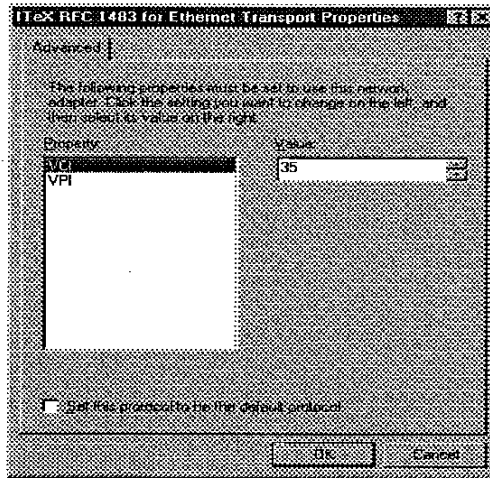 ITeX RFC 1483 for Ethernet Transport Properties
Advanced
The following properties must be set to use this network
adapter. Click the setting you want to change on the left, and
then select its value on the right.
Property: Value:
VCI 35
VPI
Set this protocol to be the default protocol
OK Cancel